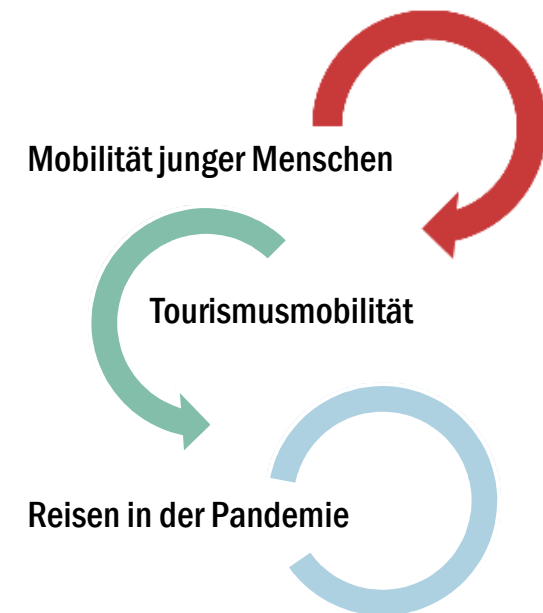 Mobilität junger Menschen
Tourismusmobilität
Reisen in der Pandemie